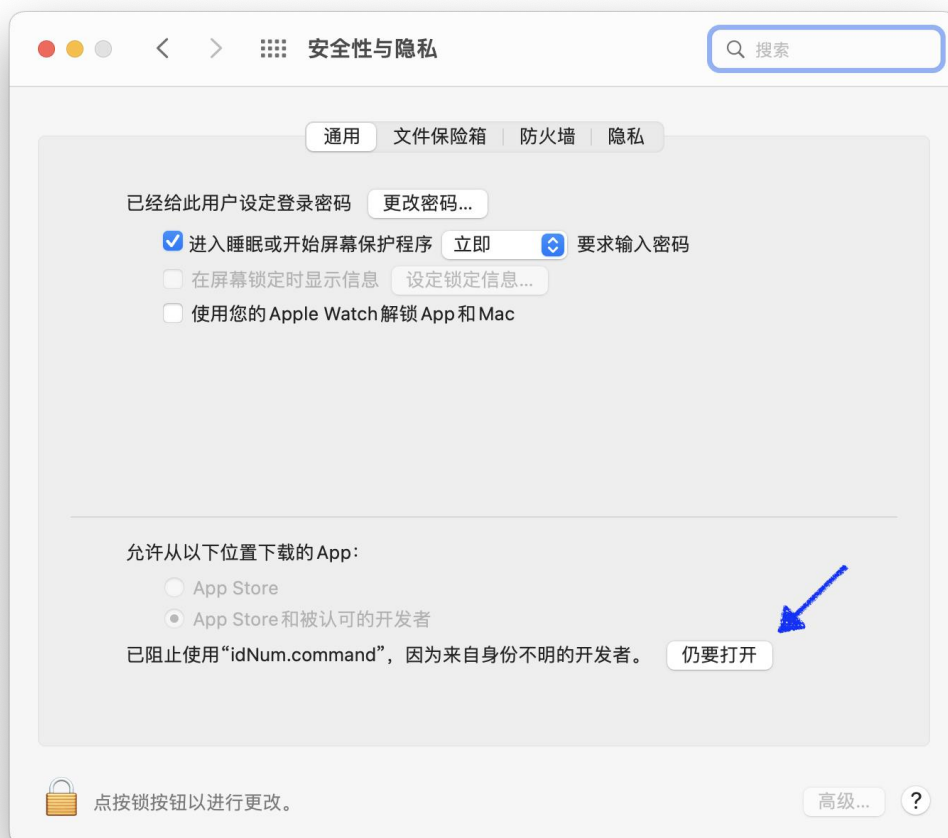 安全性与隐私
搜索
通用 文件保险箱 防火墙 隐私
已经给此用户设定登录密码 更改密码...
进入睡眠或开始屏幕保护程序 立即 要求输入密码
在屏幕锁定时显示信息 设定锁定信息...
使用您的Apple Watch解锁App和Mac
允许从以下位置下载的App：
App Store
App Store和被认可的开发者
已阻止使用“idNum.command”，因为来自身份不明的开发者。 仍要打开
点按锁按钮以进行更改。
高级... ?